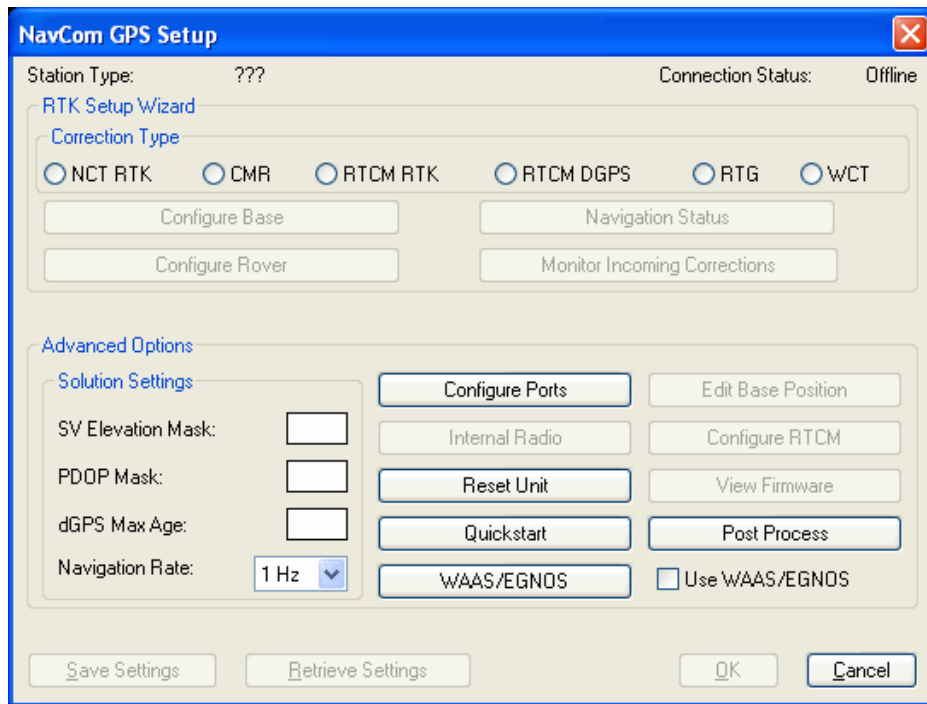 NavCom GPS Setup
Station Type: ??? Connection Status: Offline
RTK Setup Wizard
Correction Type
NCT RTK CMR RTCM RTK RTCM DGPS RTG WCT
Configure Base Navigation Status
Configure Rover Monitor Incoming Corrections
Advanced Options
Solution Settings
Configure Ports Edit Base Position
SV Elevation Mask:
Internal Radio Configure RTCM
PDOP Mask:
Reset Unit View Firmware
dGPS Max Age:
Quickstart Post Process
Navigation Rate: 1 Hz
WAAS/EGNOS Use WAAS/EGNOS
Save Settings Retrieve Settings OK Cancel